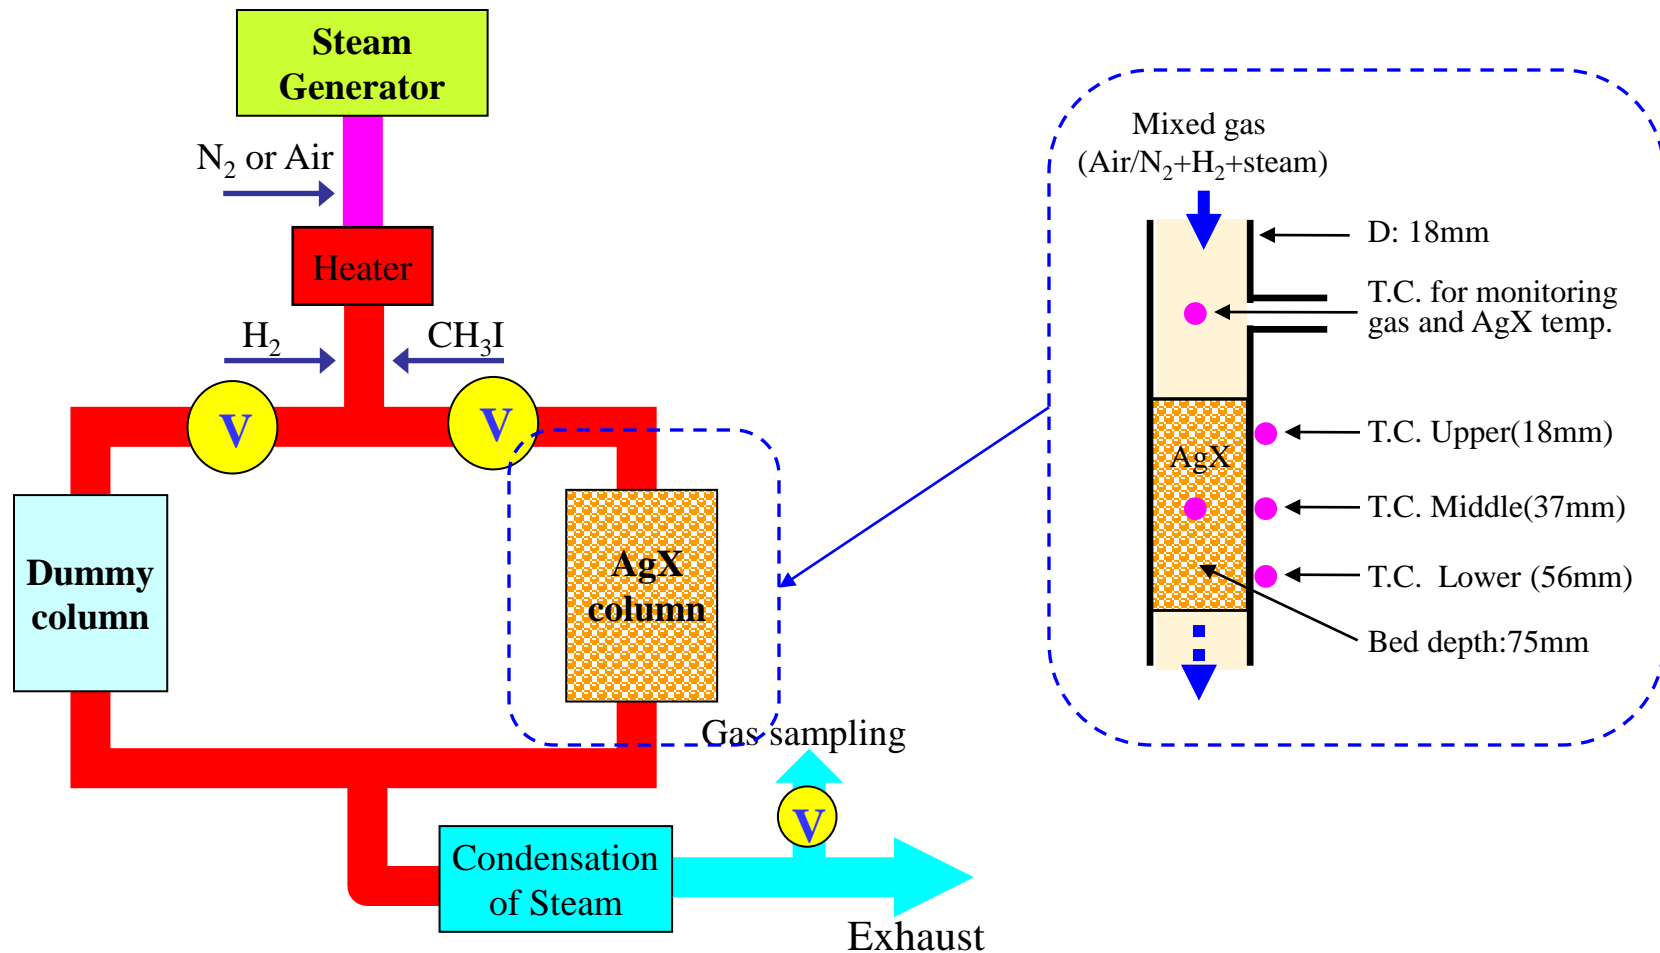 Steam
Generator
N₂ or Air
Heater
H₂
CH₃I
V
V
Dummy
column
AgX
column
Gas sampling
V
Condensation
of Steam
Exhaust
Mixed gas
(Air/N₂+H₂+steam)
D: 18mm
T.C. for monitoring
gas and AgX temp.
T.C. Upper(18mm)
AgX
T.C. Middle(37mm)
T.C. Lower (56mm)
Bed depth:75mm